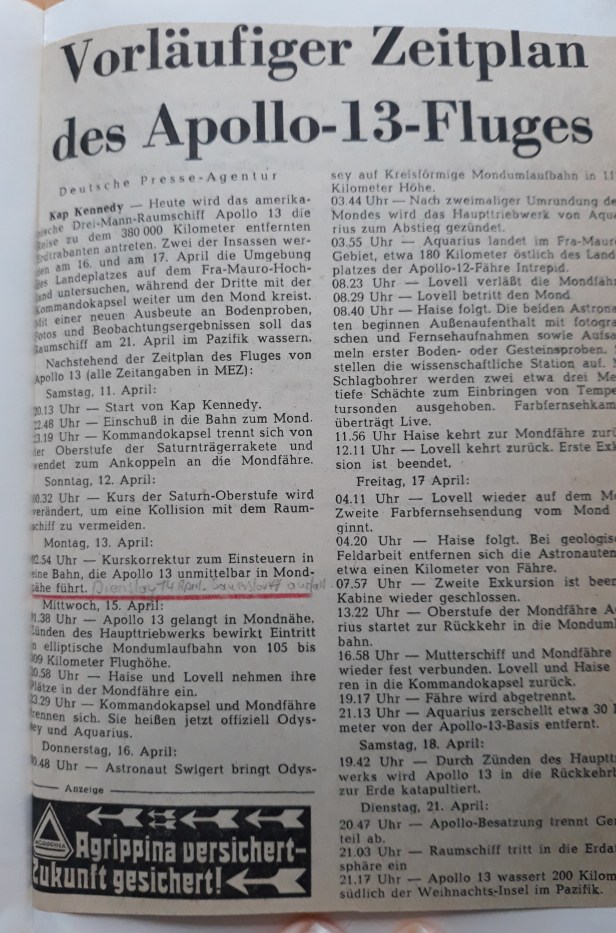 Vorläufiger Zeitplan
des Apollo-13-Fluges
Deutsche Presse-Agentur
Kap Kennedy — Heute wird das amerika-
nische Drei-Mann-Raumschiff Apollo 13 die
Reise zu dem 380 000 Kilometer entfernten
Erdtrabanten antreten. Zwei der Insassen wer-
den am 16. und am 17. April die Umgebung
des Landeplatzes auf dem Fra-Mauro-Hoch-
land untersuchen, während der Dritte mit der
Kommandokapsel weiter um den Mond kreist.
Mit einer neuen Ausbeute an Bodenproben,
Fotos und Beobachtungsergebnissen soll das
Raumschiff am 21. April im Pazifik wassern.
Nachstehend der Zeitplan des Fluges von
Apollo 13 (alle Zeitangaben in MEZ):
Samstag, 11. April:
20.13 Uhr — Start von Kap Kennedy.
22.48 Uhr — Einschuß in die Bahn zum Mond.
23.19 Uhr — Kommandokapsel trennt sich von
der Oberstufe der Saturnträgerrakete und
wendet zum Ankoppeln an die Mondfähre.
Sonntag, 12. April:
00.32 Uhr — Kurs der Saturn-Oberstufe wird
verändert, um eine Kollision mit dem Raum-
schiff zu vermeiden.
Montag, 13. April:
02.54 Uhr — Kurskorrektur zum Einsteuern in
eine Bahn, die Apollo 13 unmittelbar in Mond-
nähe führt. Dienstag 14 April. Sauerstoff ausfall
Mittwoch, 15. April:
01.38 Uhr — Apollo 13 gelangt in Mondnähe.
Zünden des Haupttriebwerks bewirkt Eintritt
in elliptische Mondumlaufbahn von 105 bis
309 Kilometer Flughöhe.
20.58 Uhr — Haise und Lovell nehmen ihre
Plätze in der Mondfähre ein.
23.29 Uhr — Kommandokapsel und Mondfähre
trennen sich. Sie heißen jetzt offiziell Odys-
sey und Aquarius.
Donnerstag, 16. April:
00.48 Uhr — Astronaut Swigert bringt Odys-
Anzeige
AGRIPPINA
Agrippina versichert-
Zukunft gesichert!
sey auf Kreisförmige Mondumlaufbahn in 11
Kilometer Höhe.
03.44 Uhr — Nach zweimaliger Umrundung de
Mondes wird das Haupttriebwerk von Aqua
rius zum Abstieg gezündet.
03.55 Uhr — Aquarius landet im Fra-Mauro
Gebiet, etwa 180 Kilometer östlich des Lande
platzes der Apollo-12-Fähre Intrepid.
08.23 Uhr — Lovell verläßt die Mondfähr
08.29 Uhr — Lovell betritt den Mond
08.40 Uhr — Haise folgt. Die beiden Astrona
ten beginnen Außenaufenthalt mit fotogra
schen und Fernsehaufnahmen sowie Aufsa
meln erster Boden- oder Gesteinsproben.
stellen die wissenschaftliche Station auf.
Schlagbohrer werden zwei etwa drei Me
tiefe Schächte zum Einbringen von Tempe
tursonden ausgehoben. Farbfernsehkam
überträgt Live.
11.56 Uhr Haise kehrt zur Mondfähre zurü
12.11 Uhr — Lovell kehrt zurück. Erste Exk
sion ist beendet.
Freitag, 17 April:
04.11 Uhr — Lovell wieder auf dem Mo
Zweite Farbfernsehsendung vom Mond
ginnt.
04.20 Uhr — Haise folgt. Bei geologisc
Feldarbeit entfernen sich die Astronauten
etwa einen Kilometer von Fähre.
07.57 Uhr — Zweite Exkursion ist been
Kabine wieder geschlossen.
13.22 Uhr — Oberstufe der Mondfähre A
rius startet zur Rückkehr in die Monduml
bahn.
16.58 Uhr — Mutterschiff und Mondfähre
wieder fest verbunden. Lovell und Haise
ren in die Kommandokapsel zurück.
19.17 Uhr — Fähre wird abgetrennt.
21.13 Uhr — Aquarius zerschellt etwa 30
meter von der Apollo-13-Basis entfernt.
Samstag, 18. April:
19.42 Uhr — Durch Zünden des Hauptt
werks wird Apollo 13 in die Rückkehr
zur Erde katapultiert.
Dienstag, 21. April:
20.47 Uhr — Apollo-Besatzung trennt Ge
teil ab.
21.03 Uhr — Raumschiff tritt in die Erda
sphäre ein
21.17 Uhr — Apollo 13 wassert 200 Kilom
südlich der Weihnachts-Insel im Pazifik.